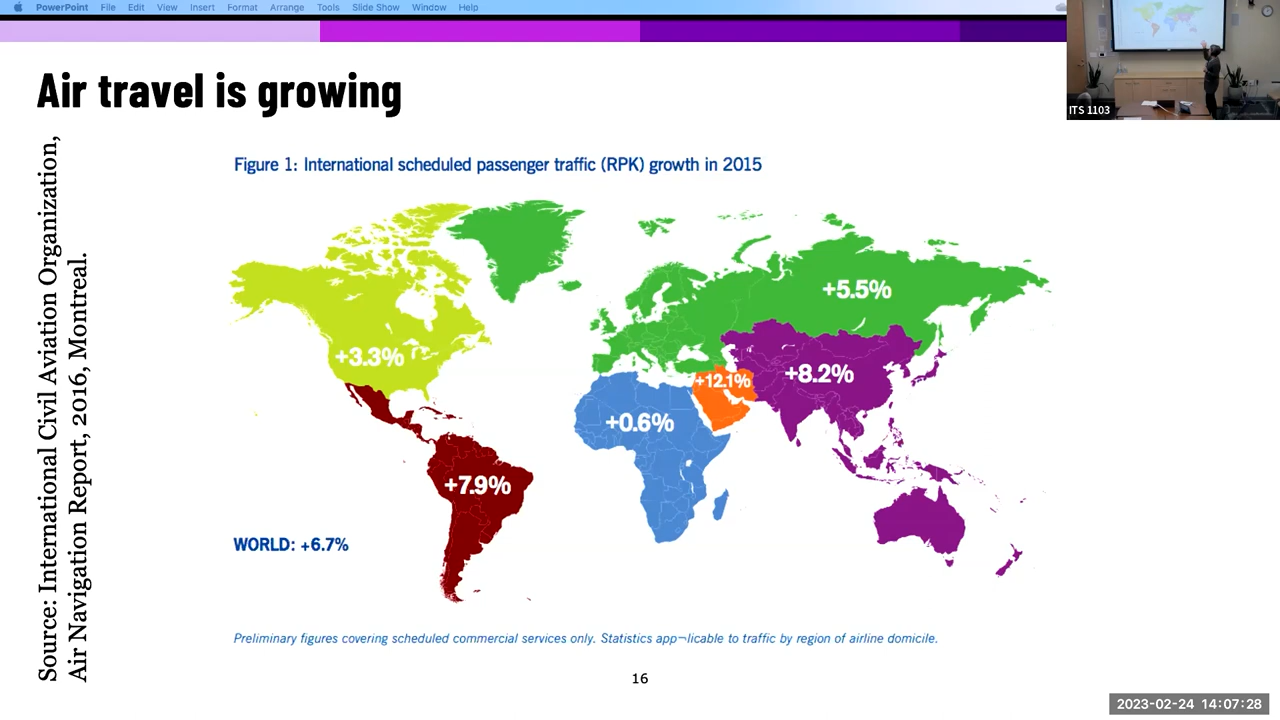 PowerPoint File Edit View Insert Format Arrange Tools Slide Show Window Help
ITS 1103
Air travel is growing
Source: International Civil Aviation Organization,
Air Navigation Report, 2016, Montreal.
Figure 1: International scheduled passenger traffic (RPK) growth in 2015
+5.5%
+3.3%
+12.1%
+8.2%
+0.6%
+7.9%
WORLD: +6.7%
Preliminary figures covering scheduled commercial services only. Statistics app¬licable to traffic by region of airline domicile.
16
2023-02-24 14:07:28